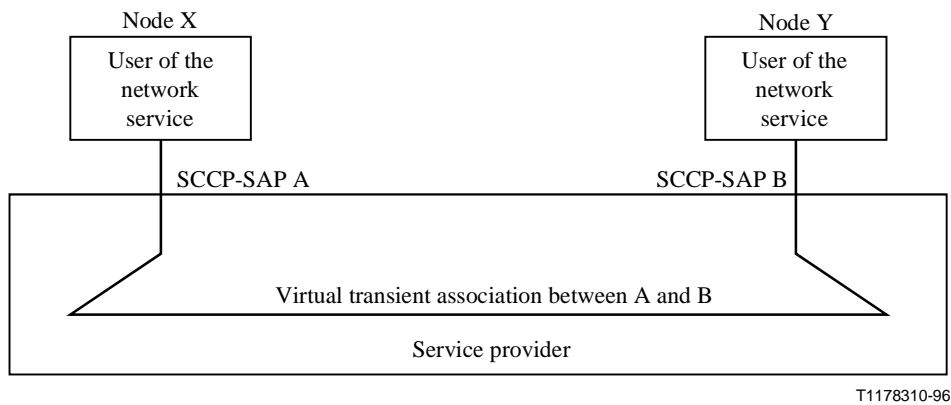 Node X
Node Y
User of the
network
service
User of the
network
service
SCCP-SAP A
SCCP-SAP B
Virtual transient association between A and B
Service provider
T1178310-96